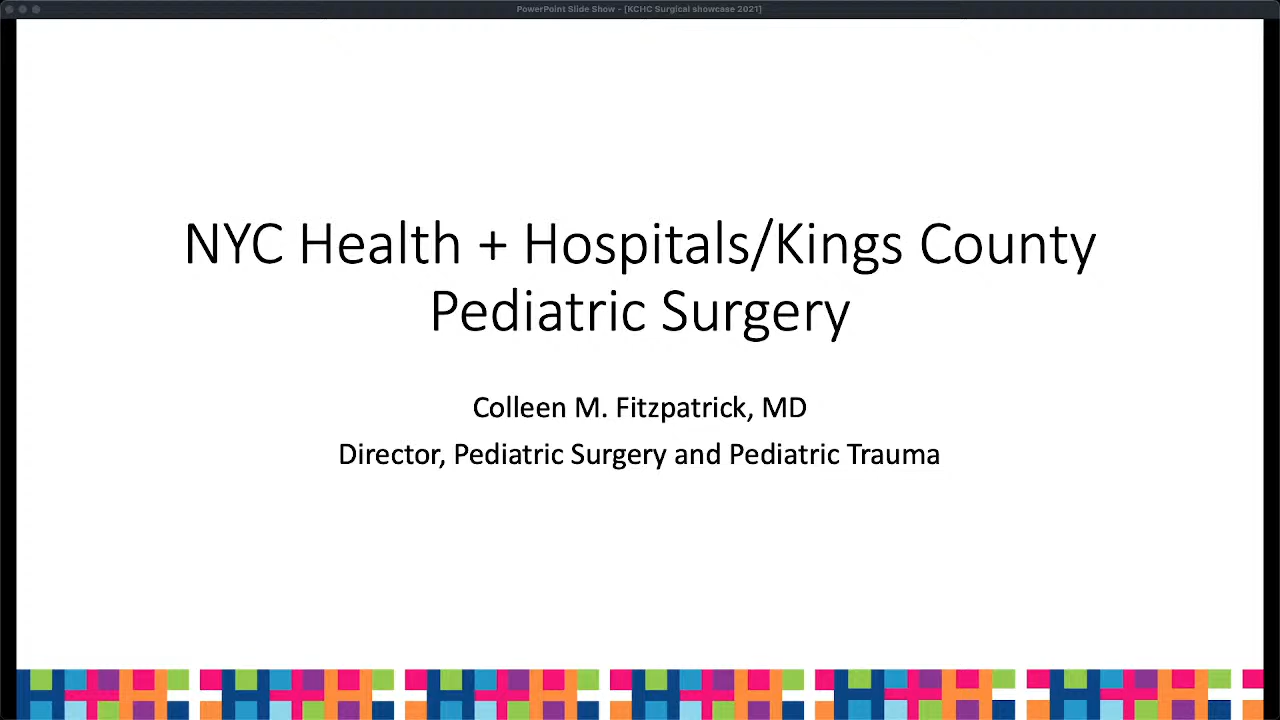 PowerPoint Slide Show - [KCHC Surgical showcase 2021]
NYC Health + Hospitals/Kings County
Pediatric Surgery
Colleen M. Fitzpatrick, MD
Director, Pediatric Surgery and Pediatric Trauma